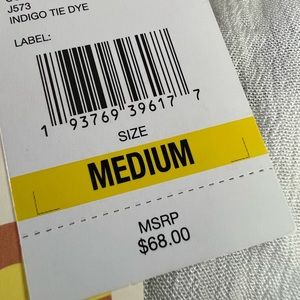 J573
INDIGO TIE DYE
LABEL:
1 93769 39617 7
SIZE
MEDIUM
MSRP
$68.00